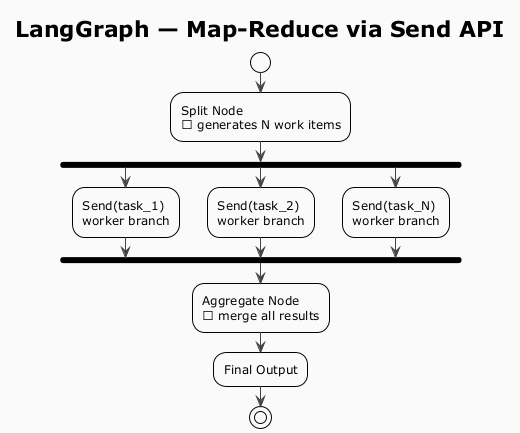 LangGraph — Map-Reduce via Send API
Split Node
☐ generates N work items
Send(task_1)
worker branch
Send(task_2)
worker branch
Send(task_N)
worker branch
Aggregate Node
☐ merge all results
Final Output